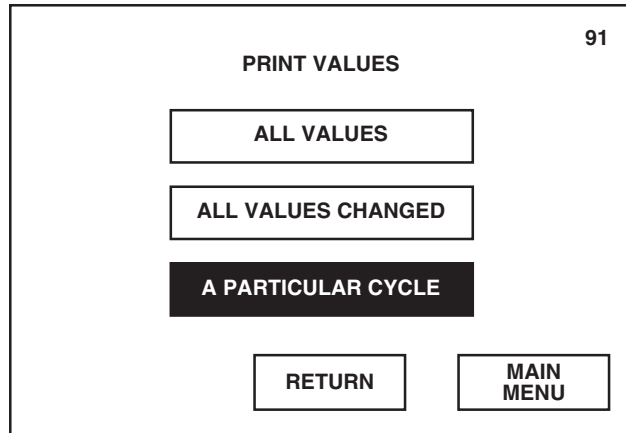 91
PRINT VALUES
ALL VALUES
ALL VALUES CHANGED
A PARTICULAR CYCLE
RETURN
MAIN
MENU